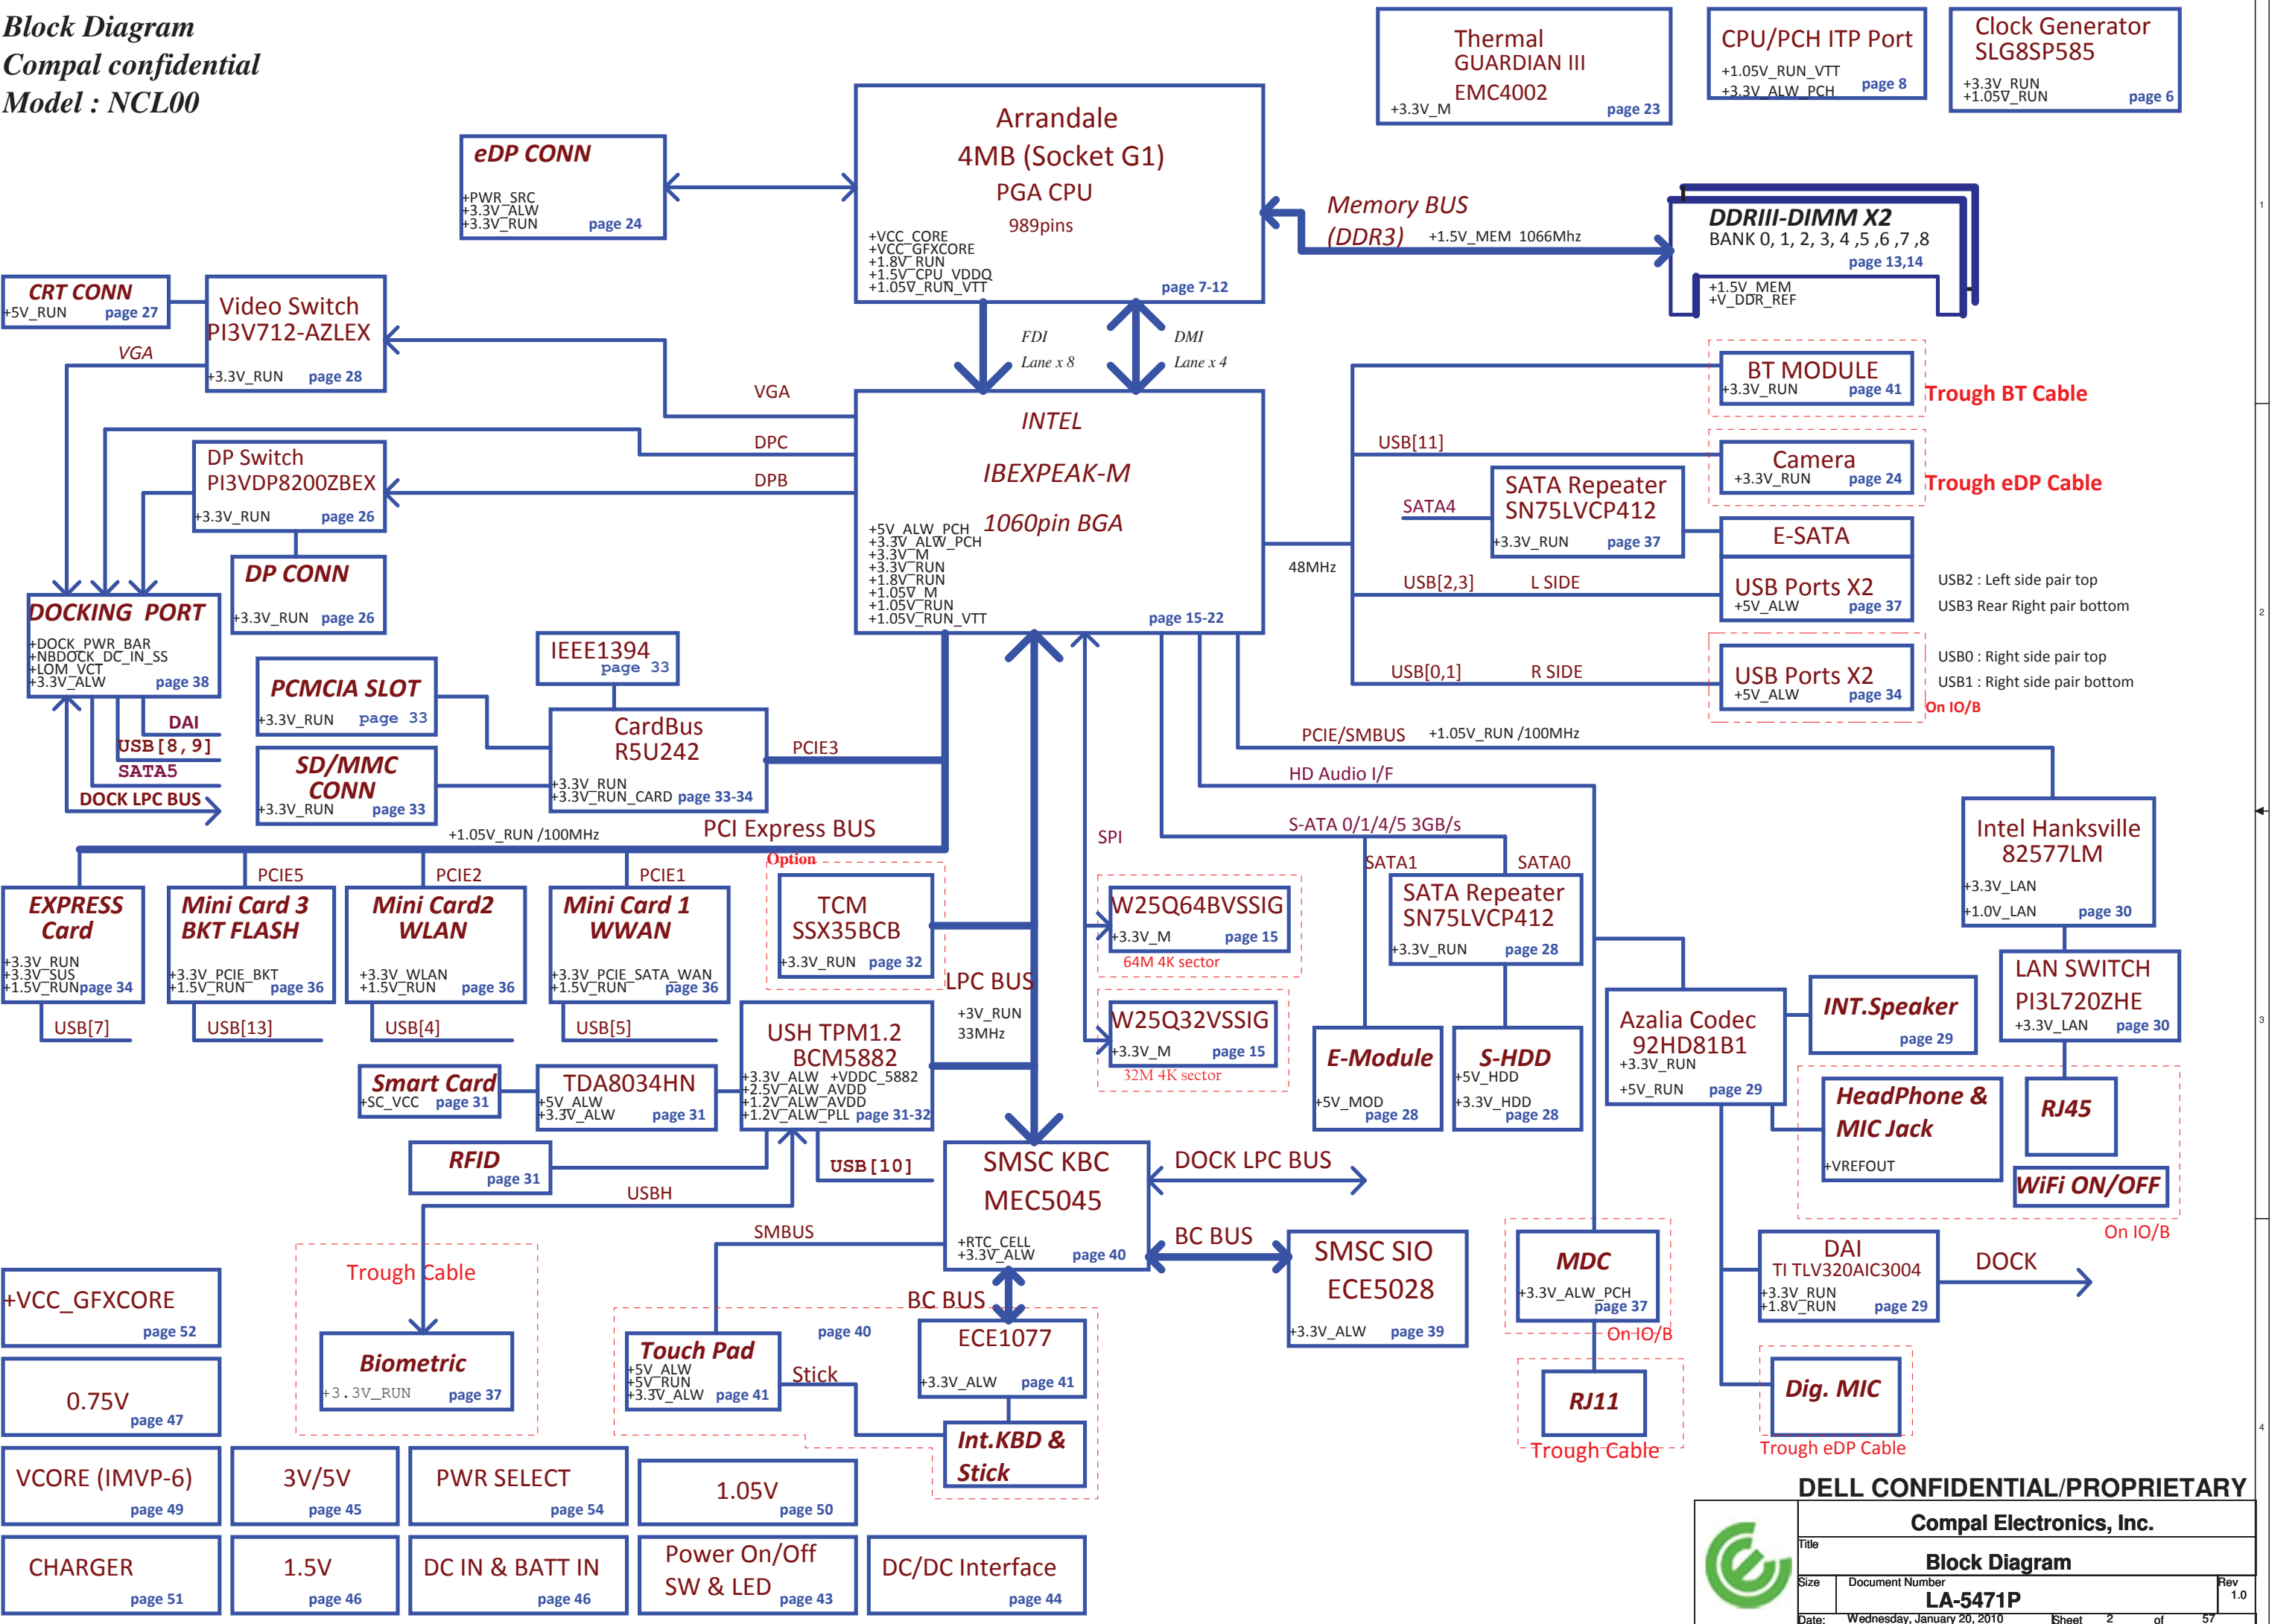 Block Diagram
Compal confidential
Model : NCL00
Thermal
GUARDIAN III
EMC4002
+3.3V_M
page 23
CPU/PCH ITP Port
+1.05V_RUN_VTT
+3.3V_ALW_PCH
page 8
Clock Generator
SLG8SP585
+3.3V_RUN
+1.05V_RUN
page 6
eDP CONN
+PWR_SRC
+3.3V_ALW
+3.3V_RUN
page 24
Arrandale
4MB (Socket G1)
PGA CPU
989pins
+VCC_CORE
+VCC_GFXCORE
+1.8V_RUN
+1.5V_CPU_VDDQ
+1.05V_RUN_VTT
page 7-12
Memory BUS
(DDR3)
+1.5V_MEM 1066Mhz
DDRIII-DIMM X2
BANK 0, 1, 2, 3, 4 ,5 ,6 ,7 ,8
page 13,14
+1.5V_MEM
+V_DDR_REF
1
CRT CONN
+5V_RUN
page 27
Video Switch
PI3V712-AZLEX
+3.3V_RUN
page 28
VGA
FDI
Lane x 8
DMI
Lane x 4
VGA
DPC
DPB
INTEL
IBEXPEAK-M
1060pin BGA
+5V_ALW_PCH
+3.3V_ALW_PCH
+3.3V_M
+3.3V_RUN
+1.8V_RUN
+1.05V_M
+1.05V_RUN
+1.05V_RUN_VTT
page 15-22
BT MODULE
+3.3V_RUN
page 41
Trough BT Cable
USB[11]
Camera
+3.3V_RUN
page 24
Trough eDP Cable
SATA4
SATA Repeater
SN75LVCP412
+3.3V_RUN
page 37
E-SATA
48MHz
USB[2,3]
L SIDE
USB Ports X2
+5V_ALW
page 37
USB2 : Left side pair top
USB3 Rear Right pair bottom
2
USB[0,1]
R SIDE
USB Ports X2
+5V_ALW
page 34
USB0 : Right side pair top
USB1 : Right side pair bottom
On IO/B
DP Switch
PI3VDP8200ZBEX
+3.3V_RUN
page 26
DP CONN
+3.3V_RUN
page 26
DOCKING PORT
+DOCK_PWR_BAR
+NBDOCK_DC_IN_SS
+LOM_VCT
+3.3V_ALW
page 38
DAI
USB[8,9]
SATA5
DOCK LPC BUS
IEEE1394
page 33
PCMCIA SLOT
+3.3V_RUN
page 33
SD/MMC
CONN
+3.3V_RUN
page 33
CardBus
R5U242
+3.3V_RUN
+3.3V_RUN_CARD
page 33-34
PCIE3
PCIE/SMBUS
+1.05V_RUN /100MHz
HD Audio I/F
+1.05V_RUN /100MHz
PCI Express BUS
SPI
S-ATA 0/1/4/5 3GB/s
SATA1
SATA0
Intel Hanksville
82577LM
+3.3V_LAN
+1.0V_LAN
page 30
PCIE5
PCIE2
PCIE1
EXPRESS
Card
+3.3V_RUN
+3.3V_SUS
+1.5V_RUN
page 34
USB[7]
Mini Card 3
BKT FLASH
+3.3V_PCIE_BKT
+1.5V_RUN
page 36
USB[13]
Mini Card2
WLAN
+3.3V_WLAN
+1.5V_RUN
page 36
USB[4]
Mini Card 1
WWAN
+3.3V_PCIE_SATA_WAN
+1.5V_RUN
page 36
USB[5]
Option
TCM
SSX35BCB
+3.3V_RUN
page 32
LPC BUS
+3V_RUN
33MHz
W25Q64BVSSIG
+3.3V_M
page 15
64M 4K sector
W25Q32VSSIG
+3.3V_M
page 15
32M 4K sector
SATA Repeater
SN75LVCP412
+3.3V_RUN
page 28
LAN SWITCH
PI3L720ZHE
+3.3V_LAN
page 30
3
USH TPM1.2
BCM5882
+3.3V_ALW +VDDC_5882
+2.5V_ALW_AVDD
+1.2V_ALW_AVDD
+1.2V_ALW_PLL
page 31-32
Smart Card
+SC_VCC
page 31
TDA8034HN
+5V_ALW
+3.3V_ALW
page 31
RFID
page 31
USB[10]
USBH
E-Module
+5V_MOD
page 28
S-HDD
+5V_HDD
+3.3V_HDD
page 28
Azalia Codec
92HD81B1
+3.3V_RUN
+5V_RUN
page 29
INT.Speaker
page 29
HeadPhone &
MIC Jack
+VREFOUT
RJ45
WiFi ON/OFF
On IO/B
SMSC KBC
MEC5045
+RTC_CELL
+3.3V_ALW
page 40
DOCK LPC BUS
BC BUS
SMSC SIO
ECE5028
+3.3V_ALW
page 39
SMBUS
Trough Cable
Biometric
+3.3V_RUN
page 37
BC BUS
page 40
Touch Pad
+5V_ALW
+5V_RUN
+3.3V_ALW
page 41
Stick
ECE1077
+3.3V_ALW
page 41
Int.KBD &
Stick
MDC
+3.3V_ALW_PCH
page 37
On IO/B
RJ11
Trough Cable
DAI
TI TLV320AIC3004
+3.3V_RUN
+1.8V_RUN
page 29
DOCK
Dig. MIC
Trough eDP Cable
4
+VCC_GFXCORE
page 52
0.75V
page 47
VCORE (IMVP-6)
page 49
3V/5V
page 45
PWR SELECT
page 54
1.05V
page 50
CHARGER
page 51
1.5V
page 46
DC IN & BATT IN
page 46
Power On/Off
SW & LED
page 43
DC/DC Interface
page 44
DELL CONFIDENTIAL/PROPRIETARY
Compal Electronics, Inc.
Title
Block Diagram
Size
Document Number
Rev
LA-5471P
1.0
Date: Wednesday, January 20, 2010 Sheet 2 of 57